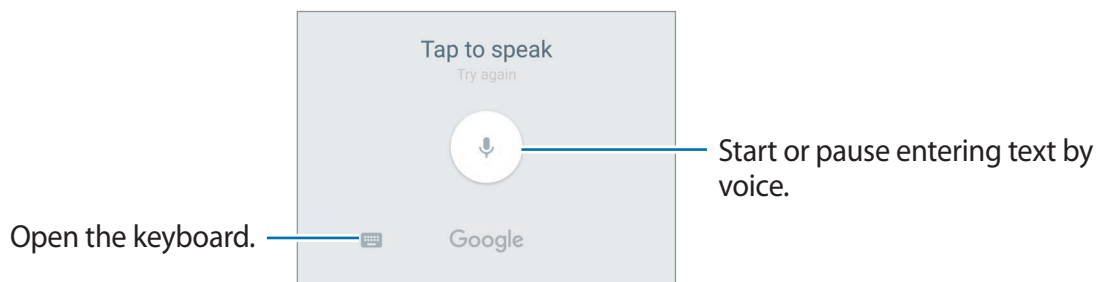 Tap to speak
Try again
Start or pause entering text by
voice.
Open the keyboard.
Google